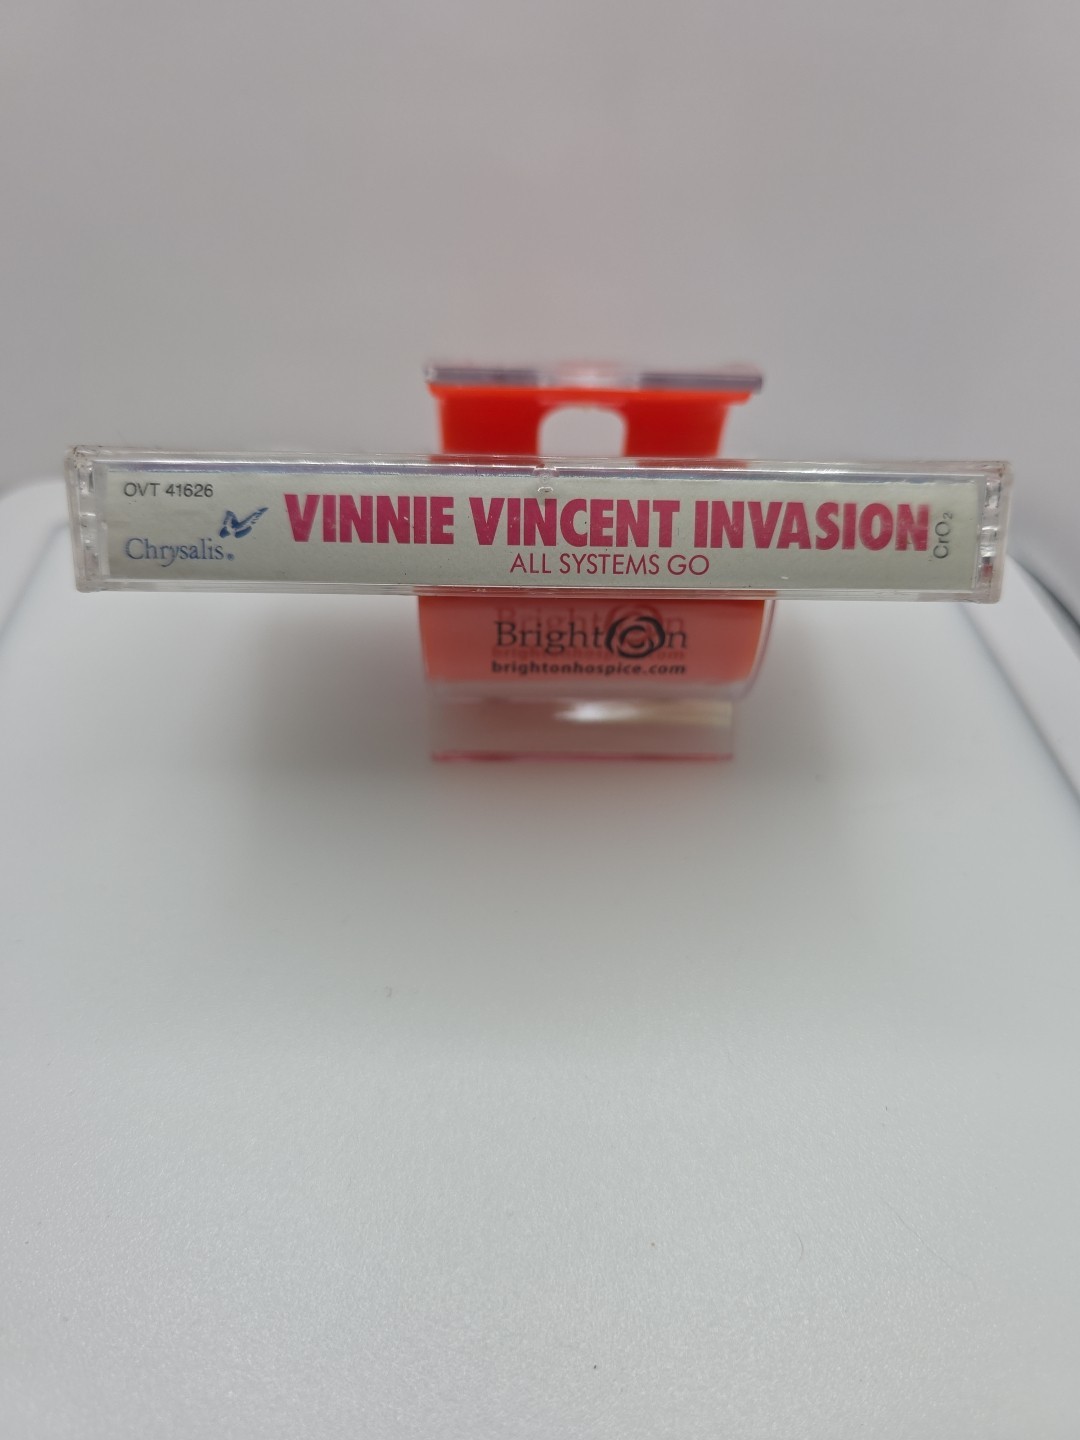 OVT 41626
Chrysalis®
VINNIE VINCENT INVASION
ALL SYSTEMS GO
CrO₂
Brighton
brightonhospice.com